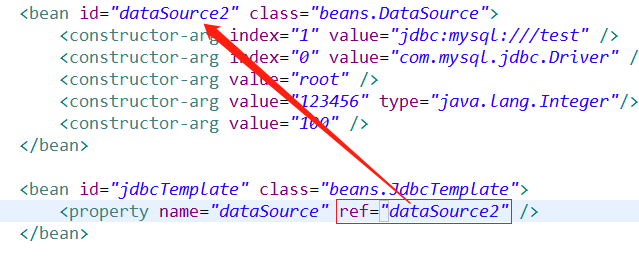 <bean id="dataSource2" class="beans.DataSource">
<constructor-arg index="1" value="jdbc:mysql:///test" />
<constructor-arg index="0" value="com.mysql.jdbc.Driver" />
<constructor-arg value="root" />
<constructor-arg value="123456" type="java.lang.Integer"/>
<constructor-arg value="100" />
</bean>
<bean id="jdbcTemplate" class="beans.JdbcTemplate">
<property name="dataSource" ref="dataSource2" />